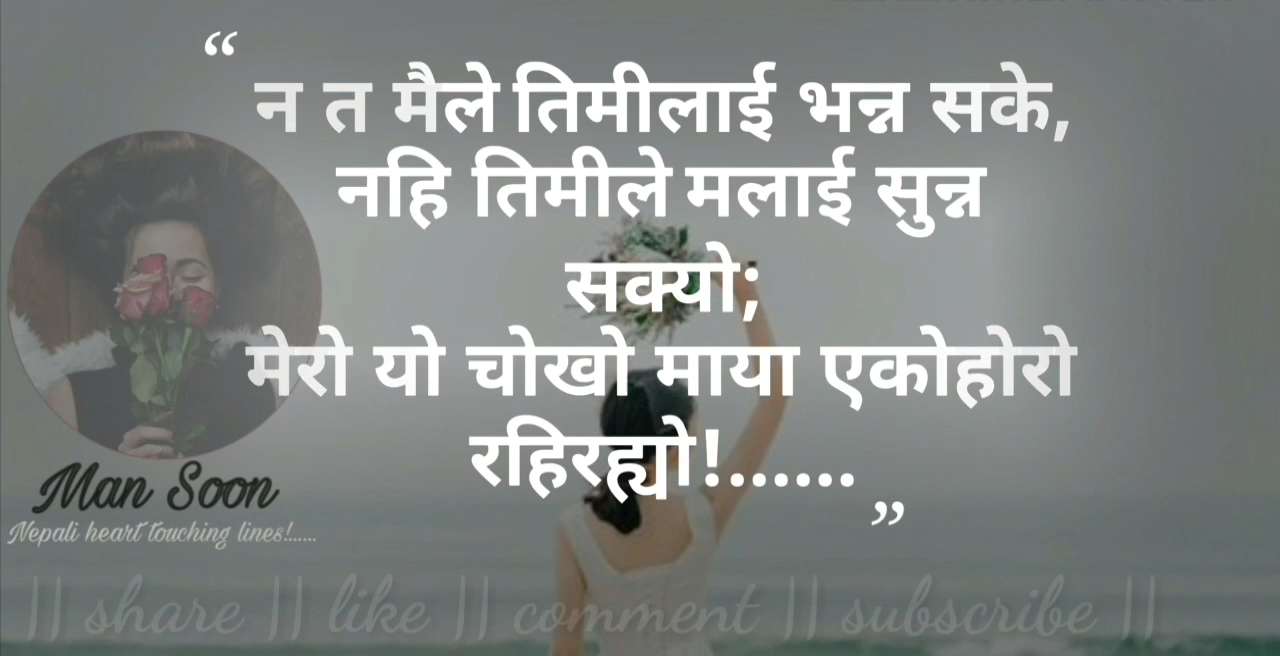 “
न त मैले तिमीलाई भन्न सके,
नहि तिमीले मलाई सुन्न
सक्यो;
मेरो यो चोखो माया एकोहोरो
रहिरह्यो!......
”
Man Soon
Nepali heart touching lines!......
|| share || like || comment || subscribe ||